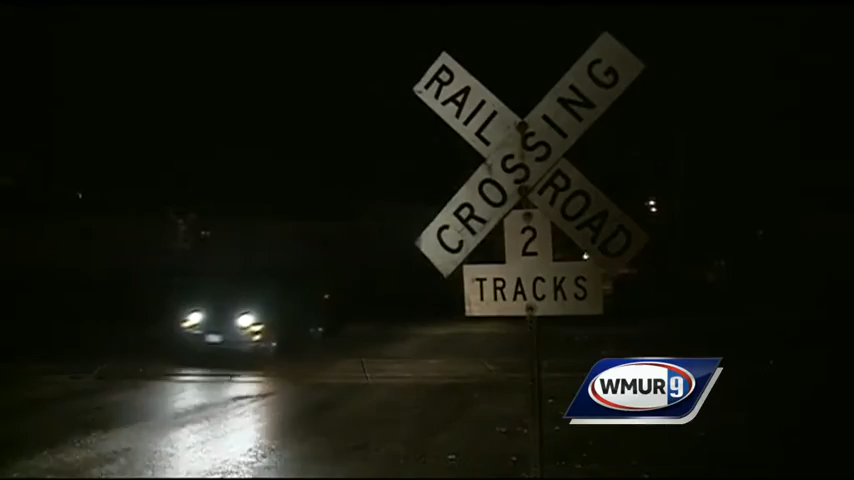 RAIL ROAD
CROSSING
2
TRACKS
WMUR 9